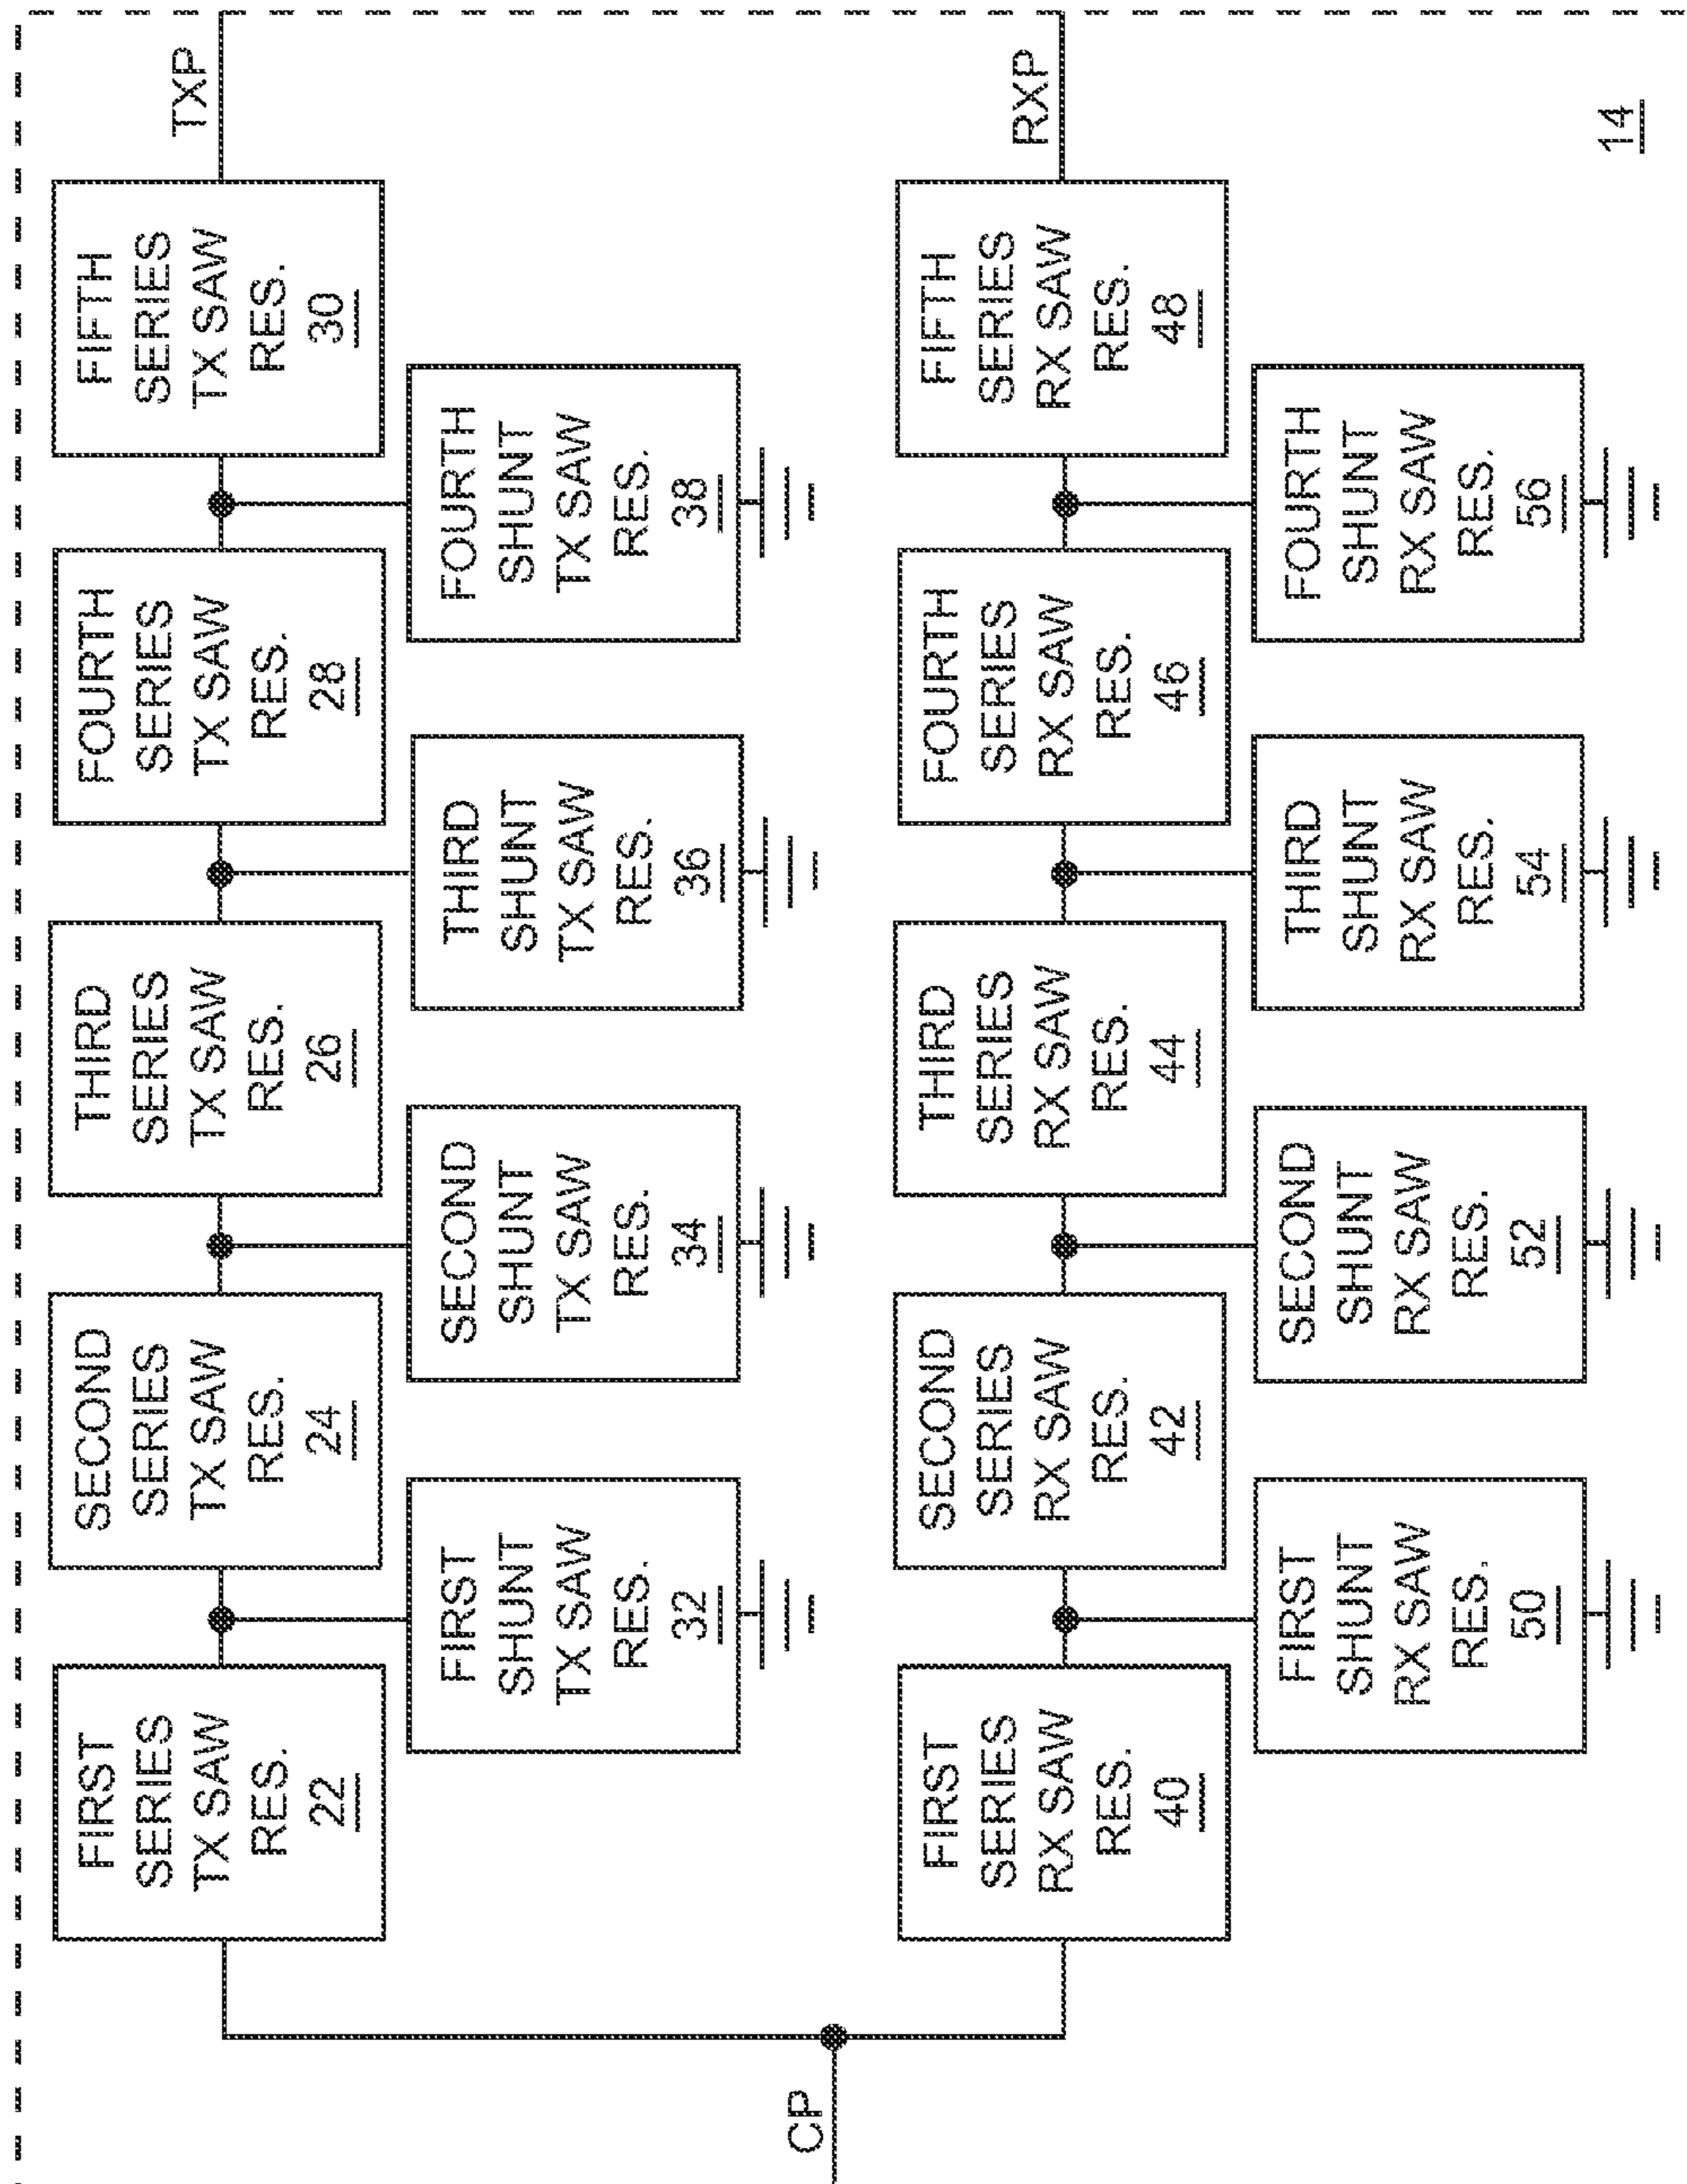 FIRST
SERIES
TX SAW
RES.
22
SECOND
SERIES
TX SAW
RES.
24
THIRD
SERIES
TX SAW
RES.
26
FOURTH
SERIES
TX SAW
RES.
28
FIFTH
SERIES
TX SAW
RES.
30
TXP
FIRST
SHUNT
TX SAW
RES.
32
SECOND
SHUNT
TX SAW
RES.
34
THIRD
SHUNT
TX SAW
RES.
36
FOURTH
SHUNT
TX SAW
RES.
38
CP
FIRST
SERIES
RX SAW
RES.
40
SECOND
SERIES
RX SAW
RES.
42
THIRD
SERIES
RX SAW
RES.
44
FOURTH
SERIES
RX SAW
RES.
46
FIFTH
SERIES
RX SAW
RES.
48
RXP
FIRST
SHUNT
RX SAW
RES.
50
SECOND
SHUNT
RX SAW
RES.
52
THIRD
SHUNT
RX SAW
RES.
54
FOURTH
SHUNT
RX SAW
RES.
56
14